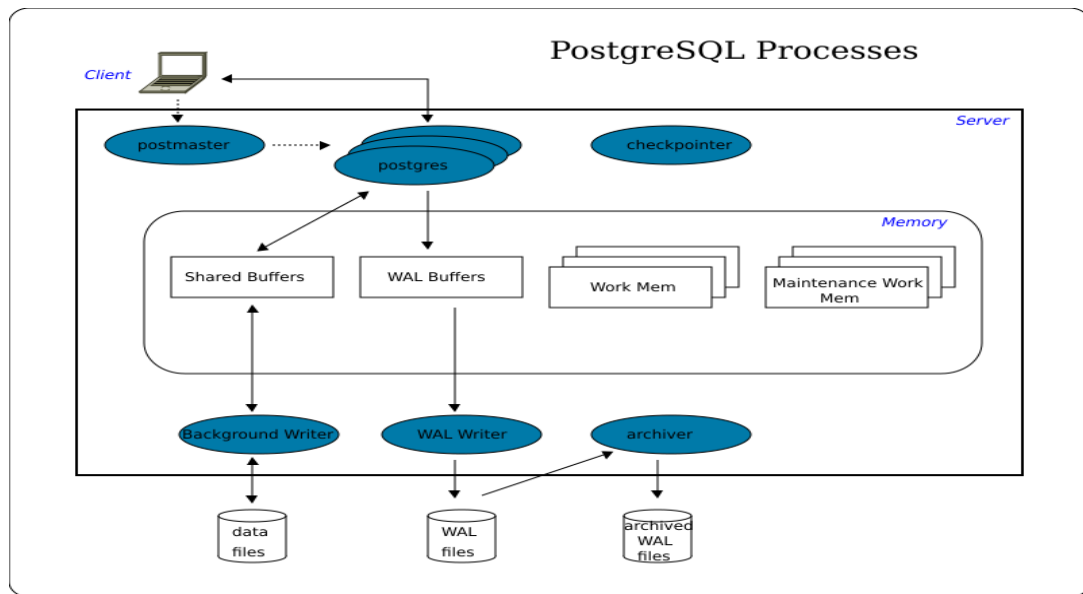 PostgreSQL Processes
Client
Server
postmaster
postgres
checkpointer
Memory
Shared Buffers
WAL Buffers
Work Mem
Maintenance Work
Mem
Background Writer
WAL Writer
archiver
data
files
WAL
files
archived
WAL
files